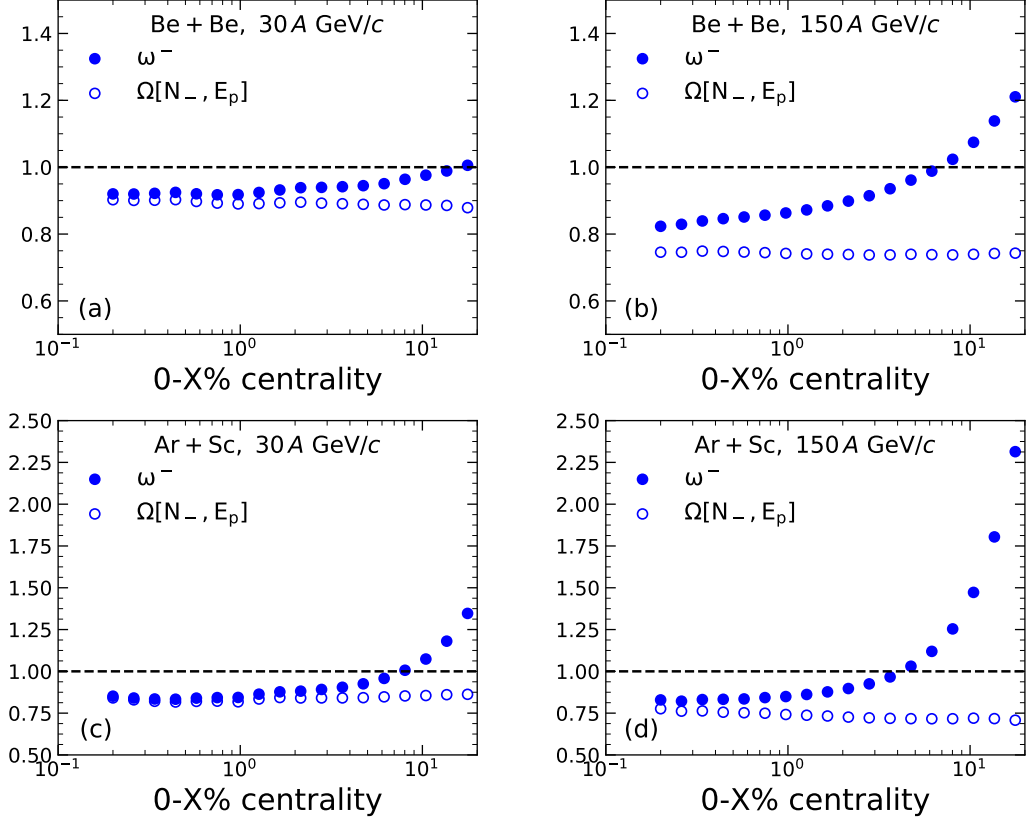 Be + Be, 30 A GeV/c
ω⁻
Ω[N₋, Eₚ]
1.4
1.2
1.0
0.8
0.6
(a)
10⁻¹
10⁰
10¹
0-X% centrality
Be + Be, 150 A GeV/c
ω⁻
Ω[N₋, Eₚ]
1.4
1.2
1.0
0.8
0.6
(b)
10⁻¹
10⁰
10¹
0-X% centrality
Ar + Sc, 30 A GeV/c
ω⁻
Ω[N₋, Eₚ]
2.50
2.25
2.00
1.75
1.50
1.25
1.00
0.75
0.50
(c)
10⁻¹
10⁰
10¹
0-X% centrality
Ar + Sc, 150 A GeV/c
ω⁻
Ω[N₋, Eₚ]
2.50
2.25
2.00
1.75
1.50
1.25
1.00
0.75
0.50
(d)
10⁻¹
10⁰
10¹
0-X% centrality